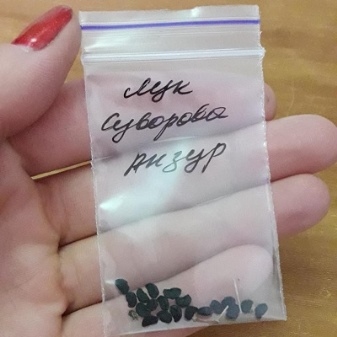 Лук
Суворова
Анзур